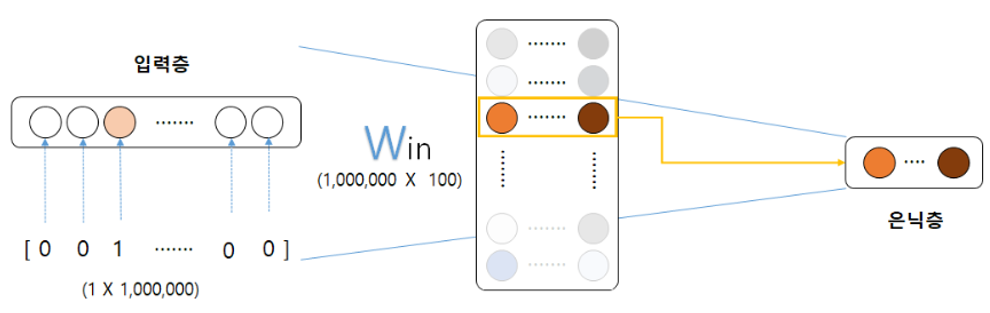 입력층
Win
(1,000,000 X 100)
[ 0 0 1 ······· 0 0 ]
(1 X 1,000,000)
은닉층